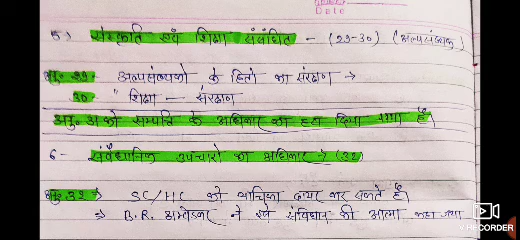 Date
5.) संस्कृति एवं शिक्षा संबंधित - (29-30) (अल्पसंख्यक)
अनु. 29- अल्पसंख्यको के हितो का संरक्षण →
30 " शिक्षा - संरक्षण
अनु. 31 को सम्पति के अधिकार को हटा दिया गया है।
6- संवैधानिक उपचारो का अधिकार → (32)
अनु. 32 → SC/HC को याचिका दायर कर सकते है।
⇒ B.R. अम्बेडकर ने इसे संविधान की आत्मा कहा गया
V RECORDER